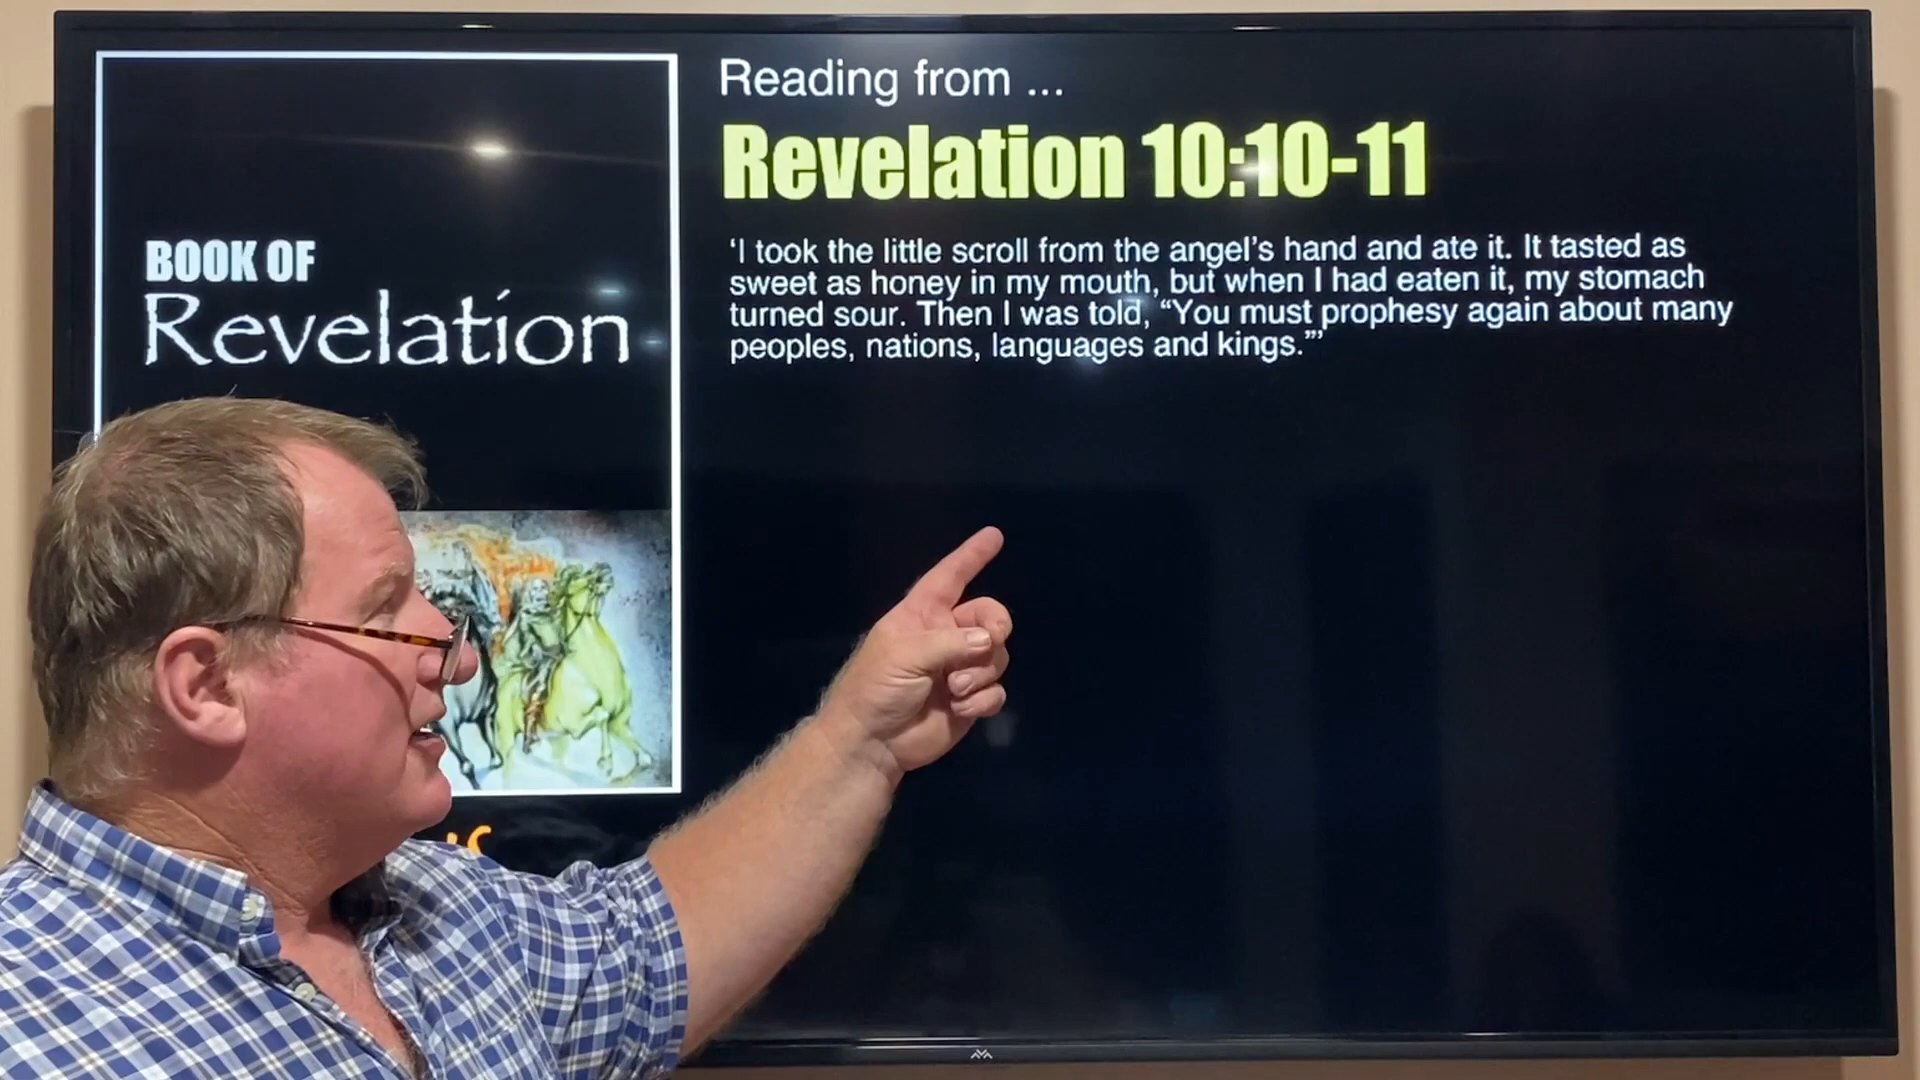 Reading from ...
Revelation 10:10-11
BOOK OF
Revelation
‘I took the little scroll from the angel’s hand and ate it. It tasted as
sweet as honey in my mouth, but when I had eaten it, my stomach
turned sour. Then I was told, “You must prophesy again about many
peoples, nations, languages and kings.”’